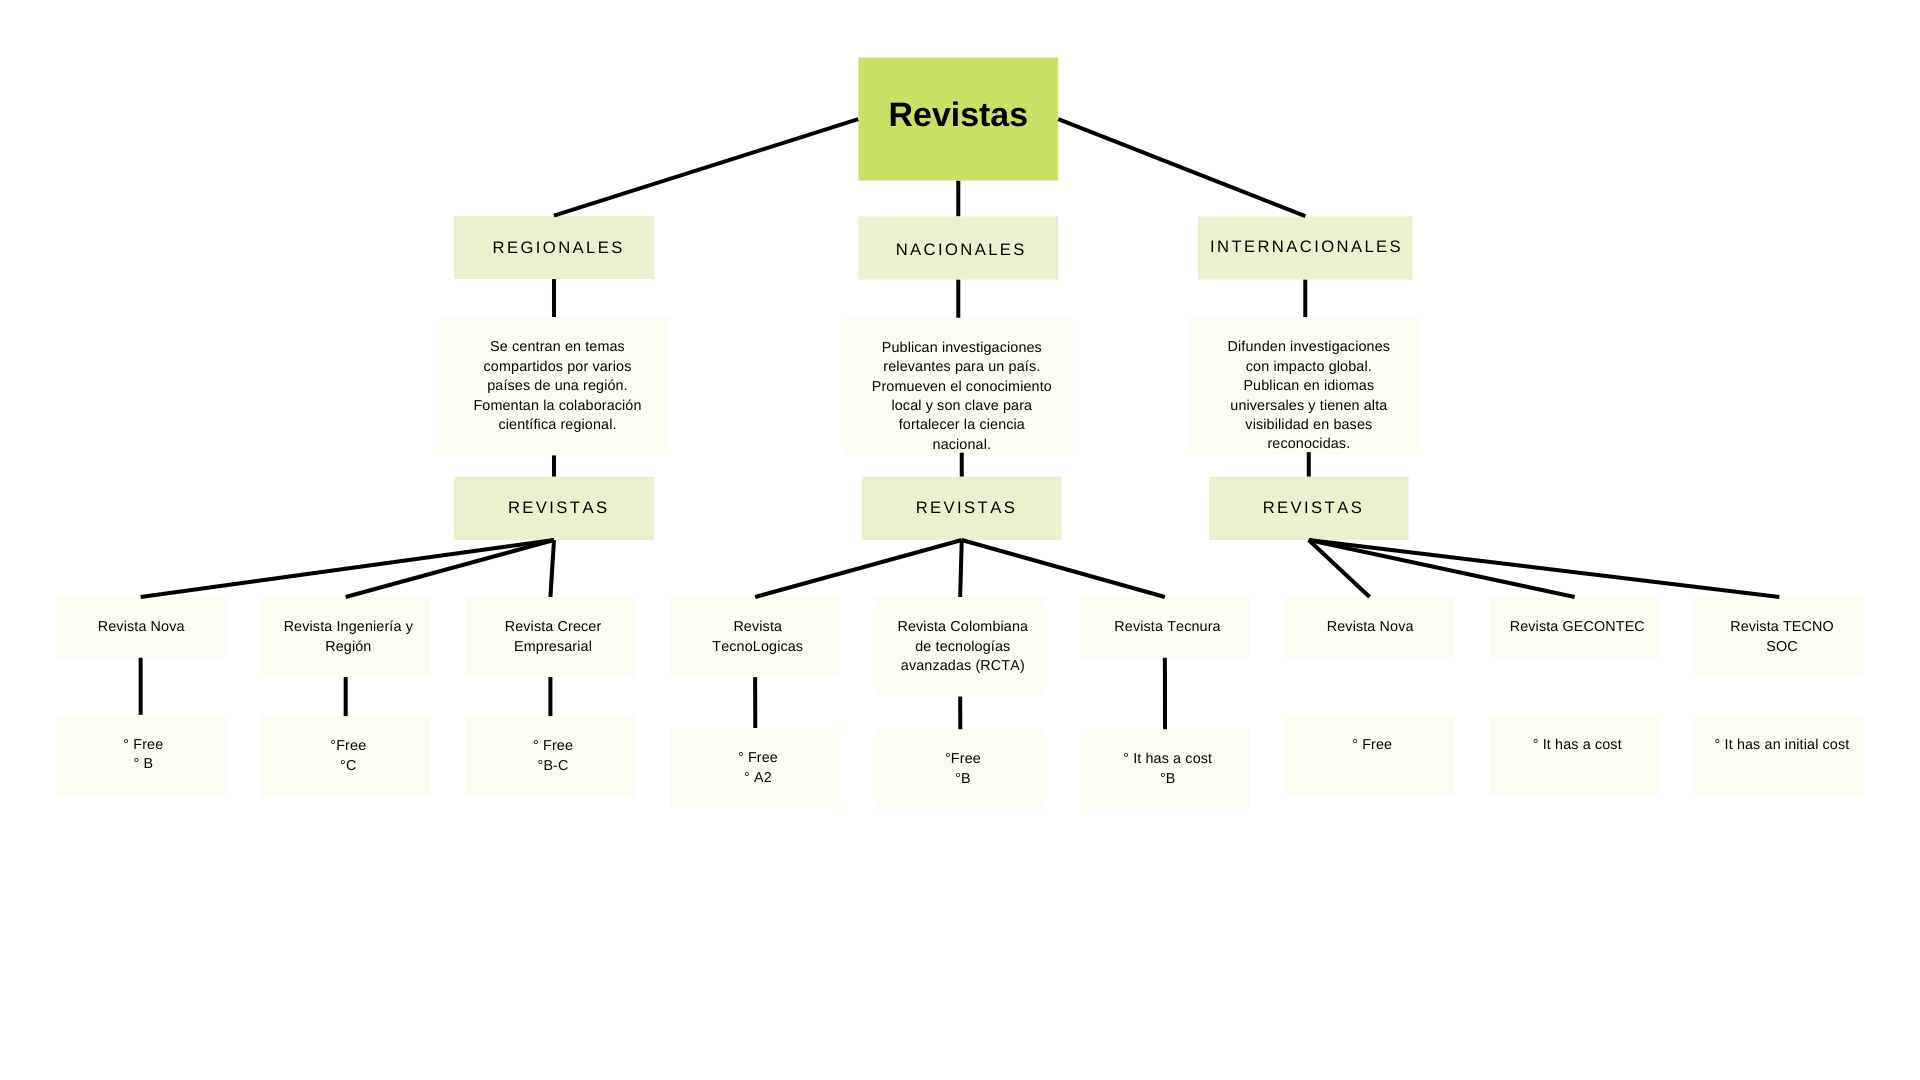 Revistas
REGIONALES
NACIONALES
INTERNACIONALES
Se centran en temas
compartidos por varios
países de una región.
Fomentan la colaboración
científica regional.
Publican investigaciones
relevantes para un país.
Promueven el conocimiento
local y son clave para
fortalecer la ciencia
nacional.
Difunden investigaciones
con impacto global.
Publican en idiomas
universales y tienen alta
visibilidad en bases
reconocidas.
REVISTAS
REVISTAS
REVISTAS
Revista Nova
Revista Ingeniería y
Región
Revista Crecer
Empresarial
Revista
TecnoLogicas
Revista Colombiana
de tecnologías
avanzadas (RCTA)
Revista Tecnura
Revista Nova
Revista GECONTEC
Revista TECNO
SOC
° Free
° B
°Free
°C
° Free
°B-C
° Free
° A2
°Free
°B
° It has a cost
°B
° Free
° It has a cost
° It has an initial cost